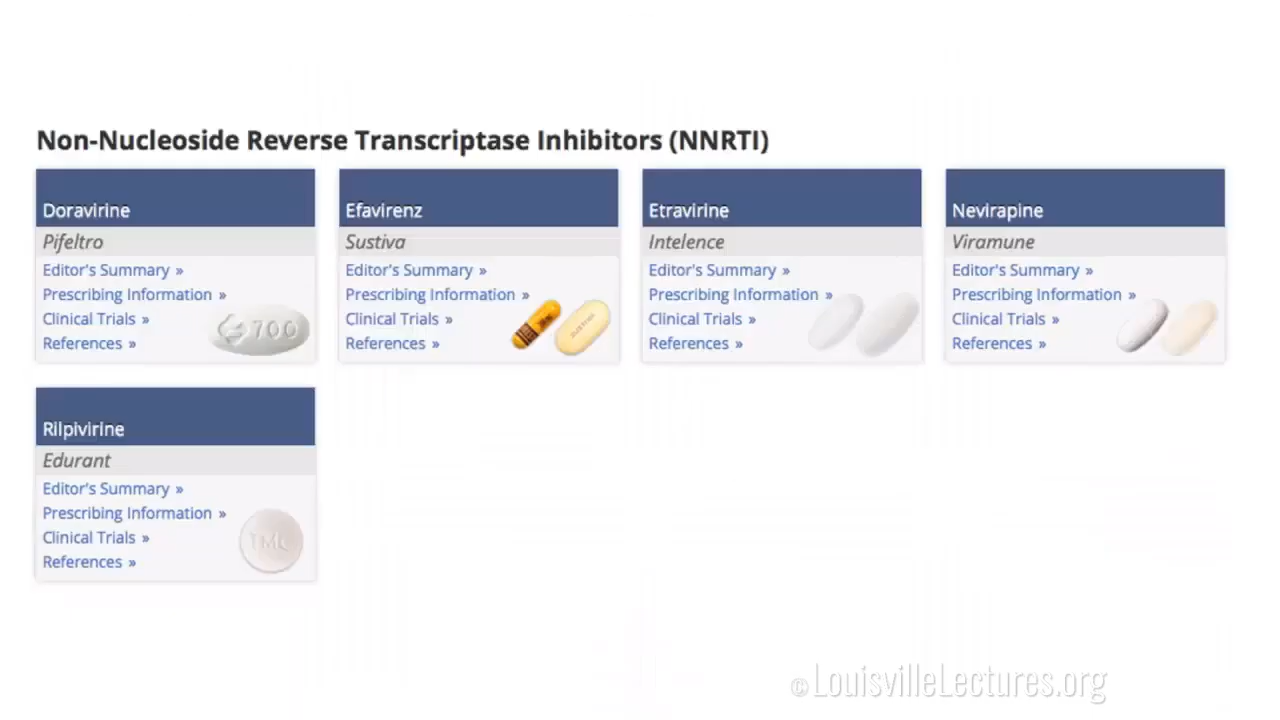 Non-Nucleoside Reverse Transcriptase Inhibitors (NNRTI)
Doravirine
Pifeltro
Editor's Summary »
Prescribing Information »
Clinical Trials »
References »
700
Efavirenz
Sustiva
Editor's Summary »
Prescribing Information »
Clinical Trials »
References »
Etravirine
Intelence
Editor's Summary »
Prescribing Information »
Clinical Trials »
References »
Nevirapine
Viramune
Editor's Summary »
Prescribing Information »
Clinical Trials »
References »
Rilpivirine
Edurant
Editor's Summary »
Prescribing Information »
Clinical Trials »
References »
TMC
©LouisvilleLectures.org